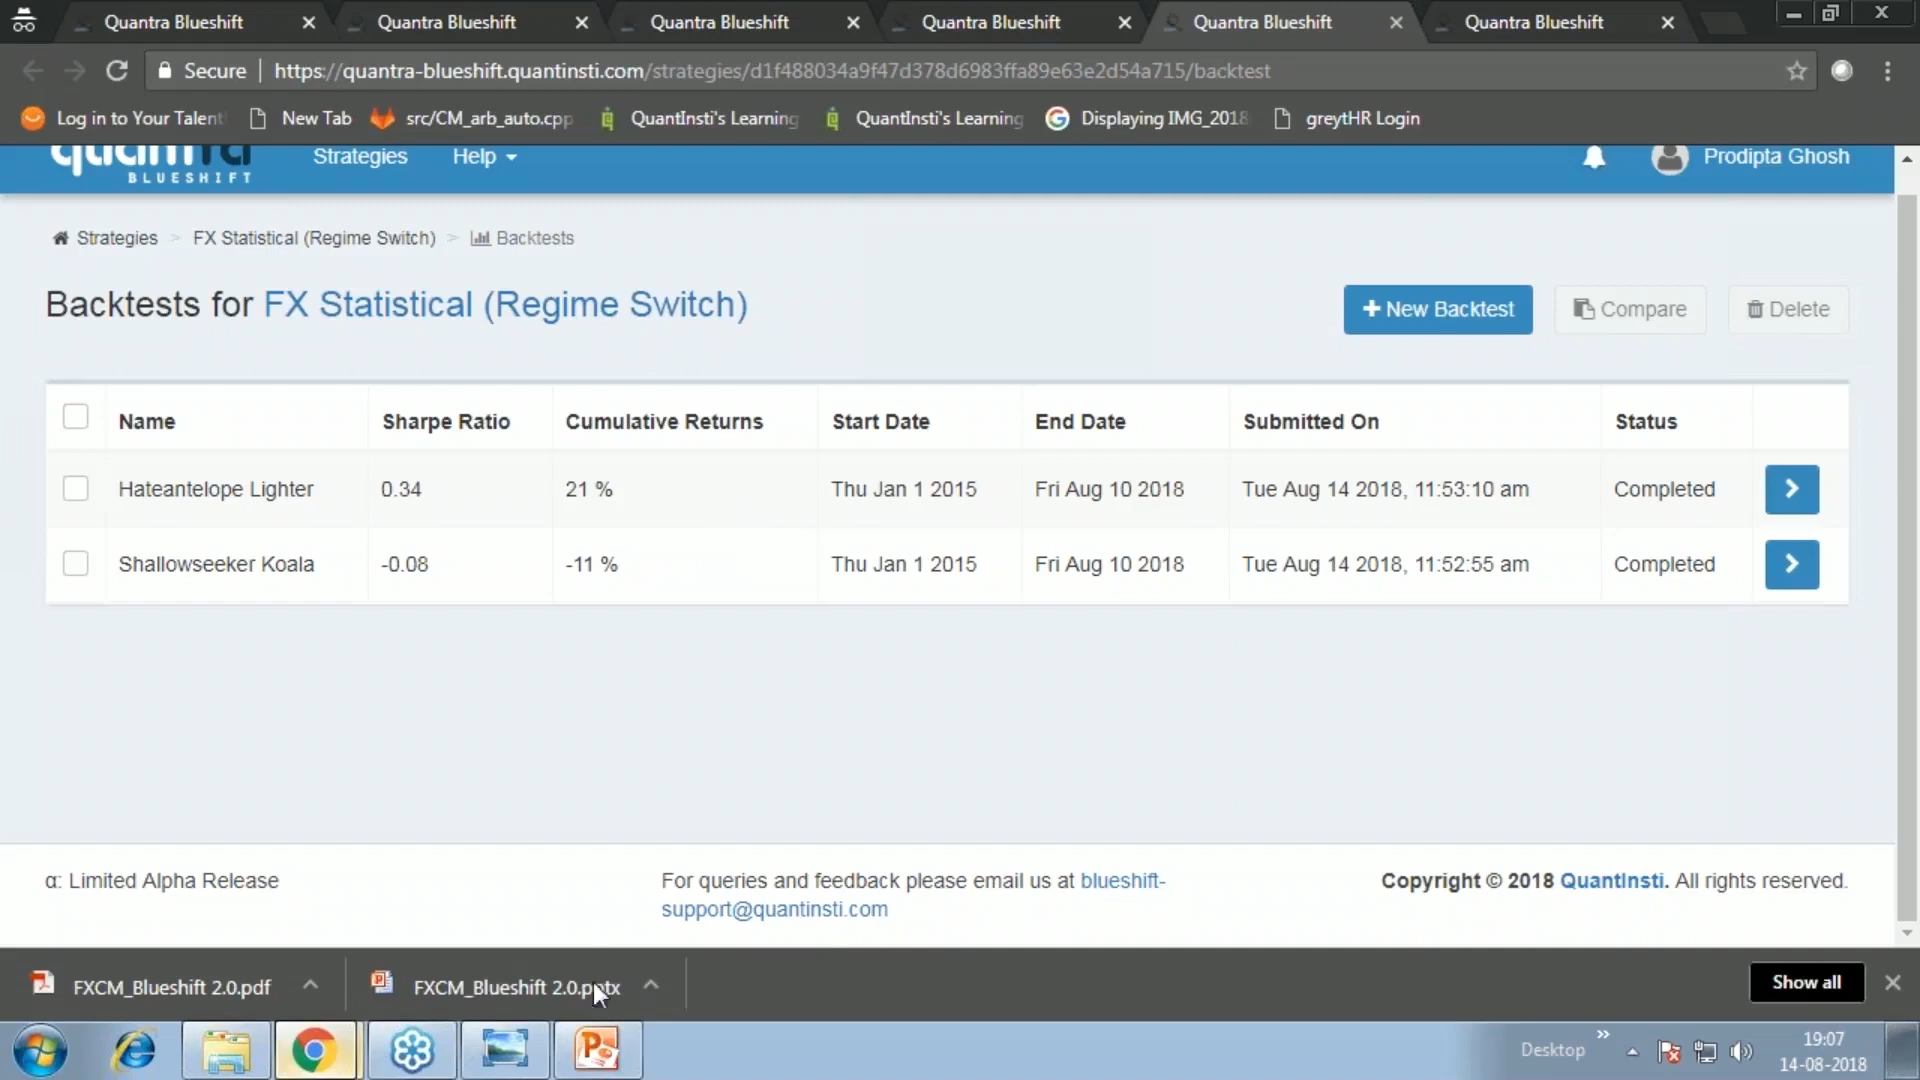 Quantra Blueshift Quantra Blueshift Quantra Blueshift Quantra Blueshift Quantra Blueshift Quantra Blueshift
Secure https://quantra-blueshift.quantinsti.com/strategies/d1f488034a9f47d378d6983ffa89e63e2d54a715/backtest
Log in to Your Talent New Tab src/CM_arb_auto.cpp QuantInsti's Learning QuantInsti's Learning Displaying IMG_2018 greytHR Login
quantra Strategies Help Prodipta Ghosh
BLUESHIFT
Strategies > FX Statistical (Regime Switch) > Backtests
Backtests for FX Statistical (Regime Switch) + New Backtest Compare Delete
Name Sharpe Ratio Cumulative Returns Start Date End Date Submitted On Status
Hateantelope Lighter 0.34 21 % Thu Jan 1 2015 Fri Aug 10 2018 Tue Aug 14 2018, 11:53:10 am Completed
Shallowseeker Koala -0.08 -11 % Thu Jan 1 2015 Fri Aug 10 2018 Tue Aug 14 2018, 11:52:55 am Completed
α: Limited Alpha Release For queries and feedback please email us at blueshift- Copyright © 2018 QuantInsti. All rights reserved.
support@quantinsti.com
FXCM_Blueshift 2.0.pdf FXCM_Blueshift 2.0.pptx Show all
Desktop 19:07
14-08-2018